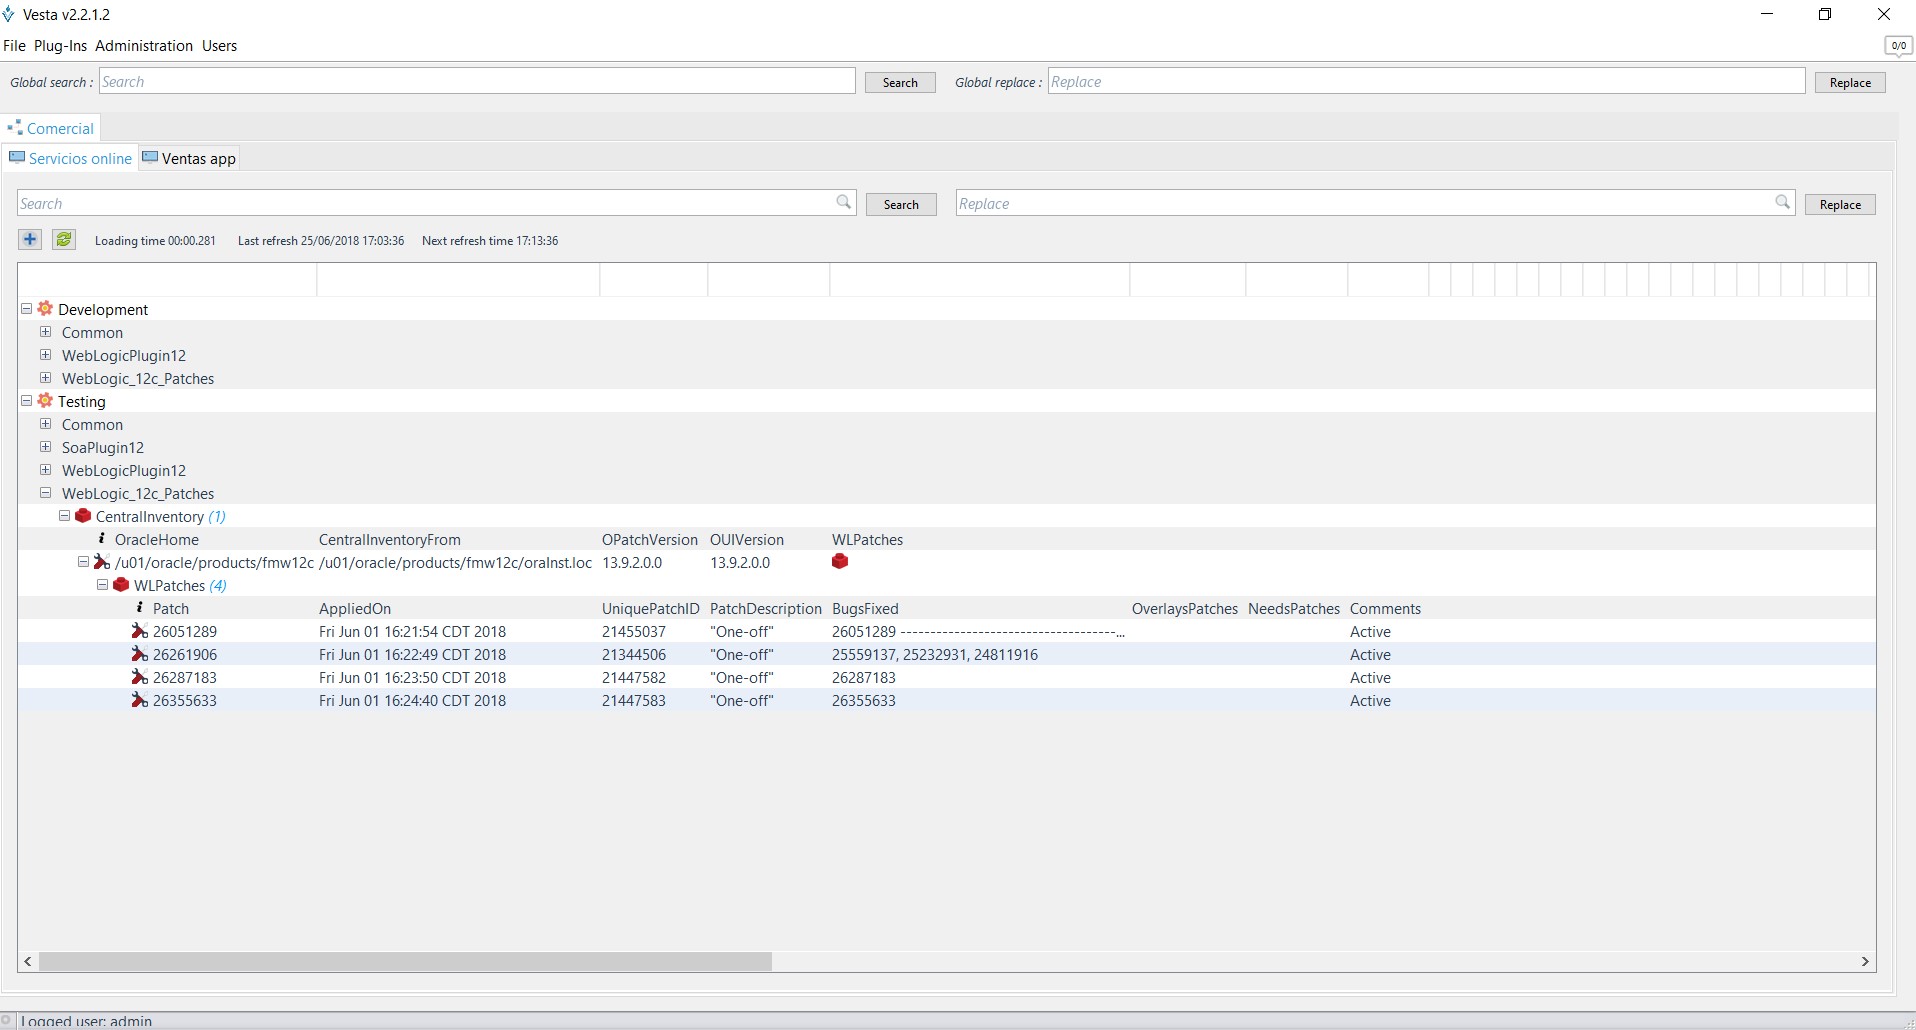 Vesta v2.2.1.2
File Plug-Ins Administration Users
0/0
Global search : Search Search Global replace : Replace Replace
Comercial
Servicios online Ventas app
Search Search Replace Replace
Loading time 00:00.281 Last refresh 25/06/2018 17:03:36 Next refresh time 17:13:36
Development
Common
WebLogicPlugin12
WebLogic_12c_Patches
Testing
Common
SoaPlugin12
WebLogicPlugin12
WebLogic_12c_Patches
CentralInventory (1)
OracleHome CentralInventoryFrom OPatchVersion OUIVersion WLPatches
/u01/oracle/products/fmw12c /u01/oracle/products/fmw12c/oraInst.loc 13.9.2.0.0 13.9.2.0.0
WLPatches (4)
Patch AppliedOn UniquePatchID PatchDescription BugsFixed OverlaysPatches NeedsPatches Comments
26051289 Fri Jun 01 16:21:54 CDT 2018 21455037 "One-off" 26051289 ------------------------------------... Active
26261906 Fri Jun 01 16:22:49 CDT 2018 21344506 "One-off" 25559137, 25232931, 24811916 Active
26287183 Fri Jun 01 16:23:50 CDT 2018 21447582 "One-off" 26287183 Active
26355633 Fri Jun 01 16:24:40 CDT 2018 21447583 "One-off" 26355633 Active
Logged user: admin